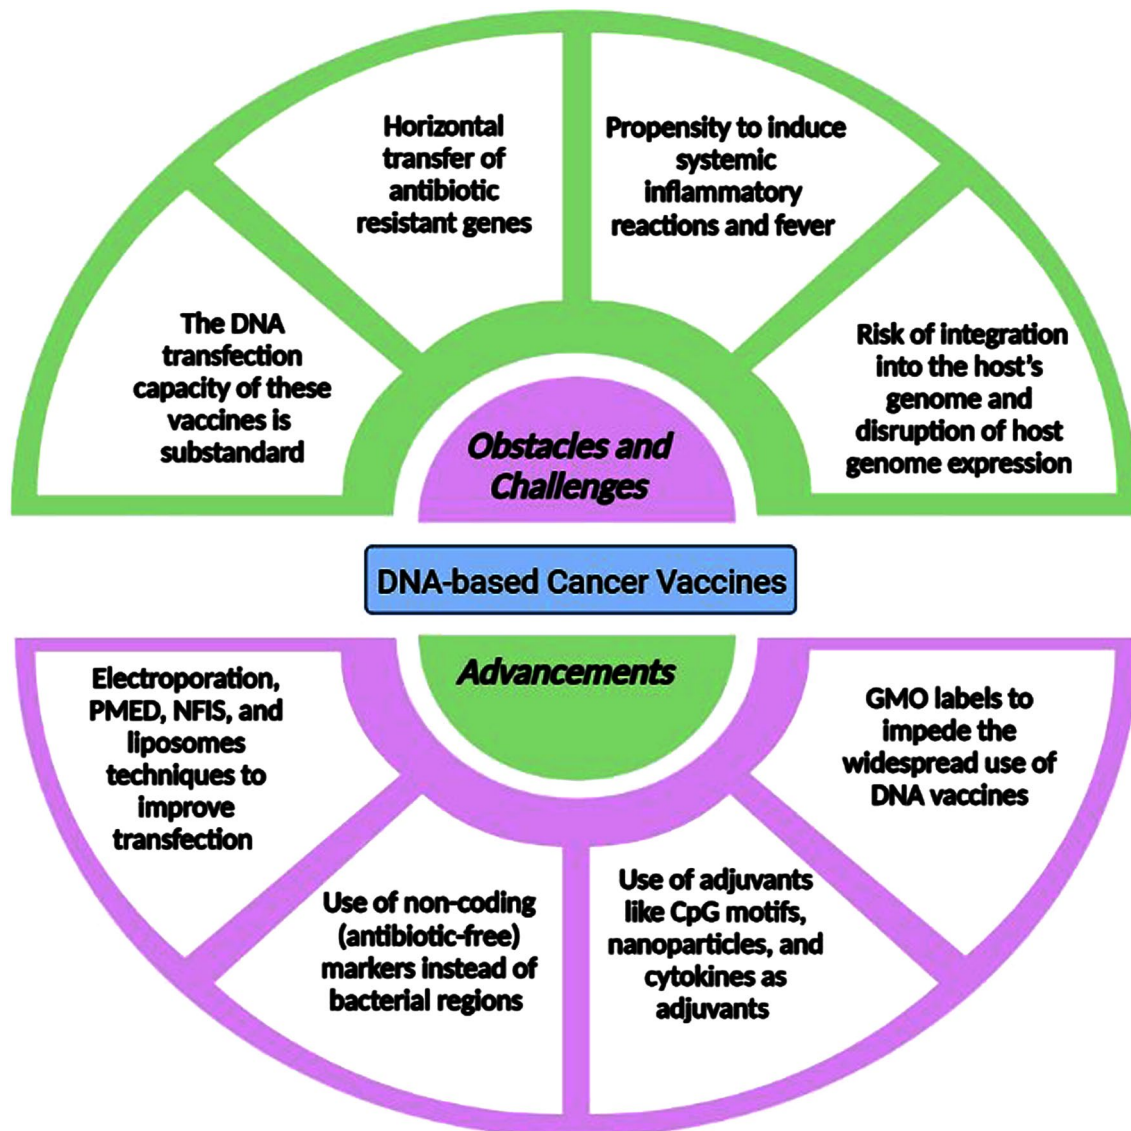 Horizontal
transfer of
antibiotic
resistant genes
Propensity to induce
systemic
inflammatory
reactions and fever
The DNA
transfection
capacity of these
vaccines is
substandard
Risk of integration
into the host's
genome and
disruption of host
genome expression
Obstacles and
Challenges
DNA-based Cancer Vaccines
Advancements
Electroporation,
PMED, NFIS, and
liposomes
techniques to
improve
transfection
Use of non-coding
(antibiotic-free)
markers instead of
bacterial regions
Use of adjuvants
like CpG motifs,
nanoparticles, and
cytokines as
adjuvants
GMO labels to
impede the
widespread use of
DNA vaccines